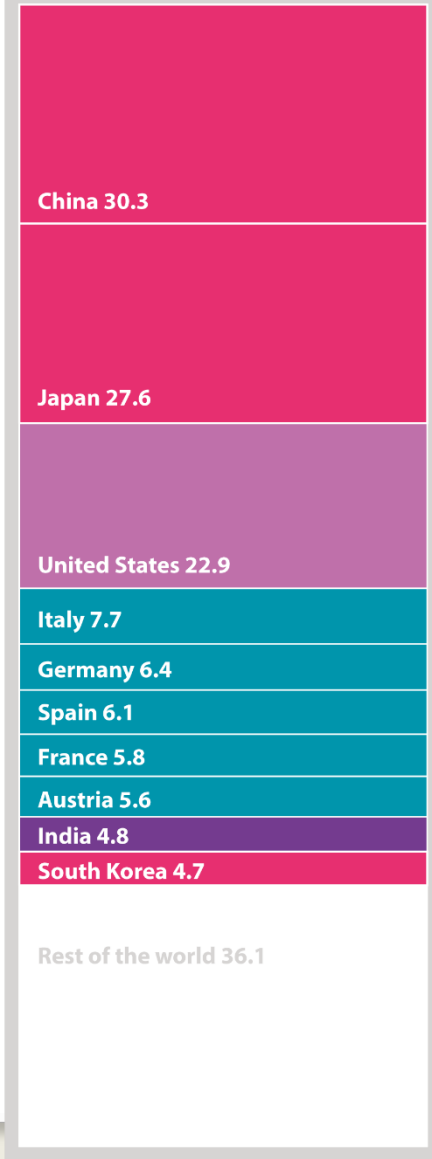 China 30.3
Japan 27.6
United States 22.9
Italy 7.7
Germany 6.4
Spain 6.1
France 5.8
Austria 5.6
India 4.8
South Korea 4.7
Rest of the world 36.1